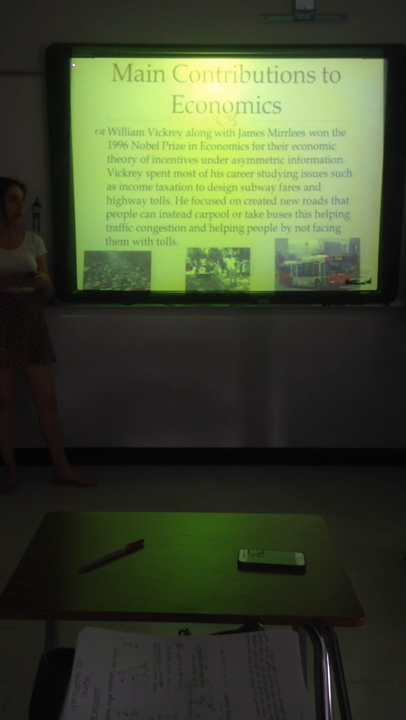 Main Contributions to
Economics
William Vickrey along with James Mirrlees won the
1996 Nobel Prize in Economics for their economic
theory of incentives under asymmetric information.
Vickrey spent most of his career studying issues such
as income taxation to design subway fares and
highway tolls. He focused on created new roads that
people can instead carpool or take buses this helping
traffic congestion and helping people by not facing
them with tolls.